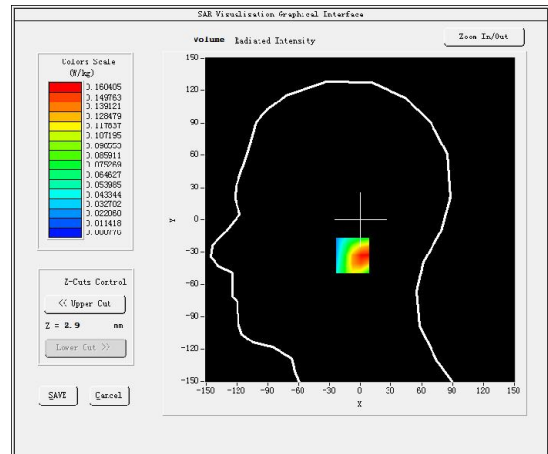 SAR Visualisation Graphical Interface
Volume Radiated Intensity
Zoom In/Out
Colors Scale
(W/kg)
0.160405
0.149763
0.139121
0.128479
0.117837
0.107195
0.096553
0.085911
0.075269
0.064627
0.053985
0.043344
0.032702
0.022060
0.011418
0.000776
Z-Cuts Control
<< Upper Cut
Z = 2.9 mm
Lower Cut >>
SAVE Cancel
150
120
90
60
30
0
-30
-60
-90
-120
-150
Y
-150 -120 -90 -60 -30 0 30 60 90 120 150
X